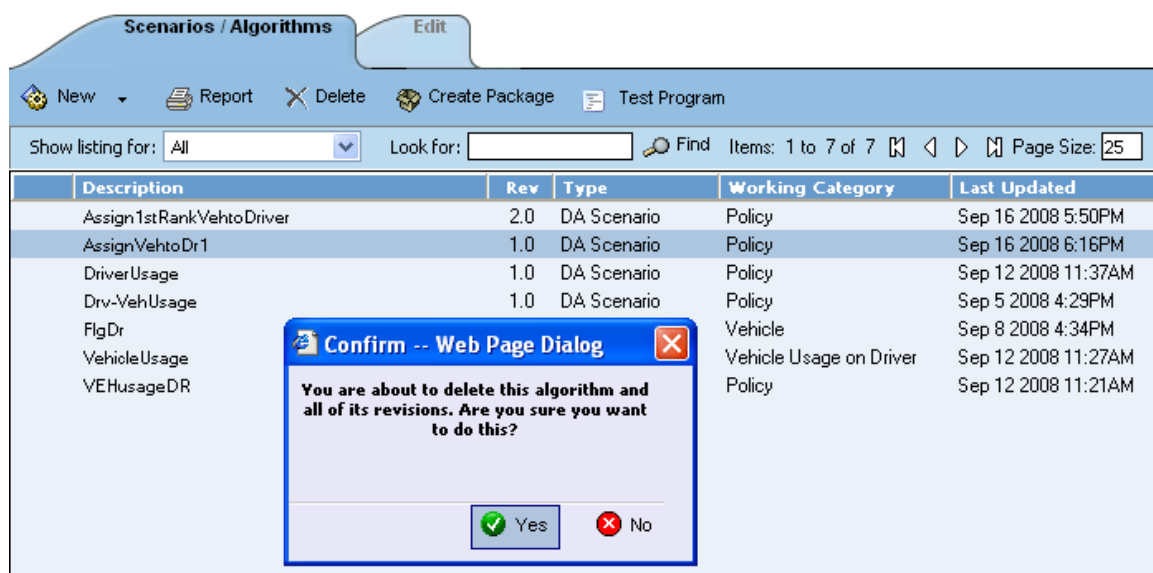 Scenarios / Algorithms Edit
New Report Delete Create Package Test Program
Show listing for: All Look for: Find Items: 1 to 7 of 7 Page Size: 25
Description Rev Type Working Category Last Updated
Assign1stRankVehtoDriver 2.0 DA Scenario Policy Sep 16 2008 5:50PM
AssignVehtoDr1 1.0 DA Scenario Policy Sep 16 2008 6:16PM
DriverUsage 1.0 DA Scenario Policy Sep 12 2008 11:37AM
Drv-VehUsage 1.0 DA Scenario Policy Sep 5 2008 4:29PM
FlgDr Vehicle Sep 8 2008 4:34PM
VehicleUsage Vehicle Usage on Driver Sep 12 2008 11:27AM
VEHusageDR Policy Sep 12 2008 11:21AM
Confirm -- Web Page Dialog
You are about to delete this algorithm and
all of its revisions. Are you sure you want
to do this?
Yes No